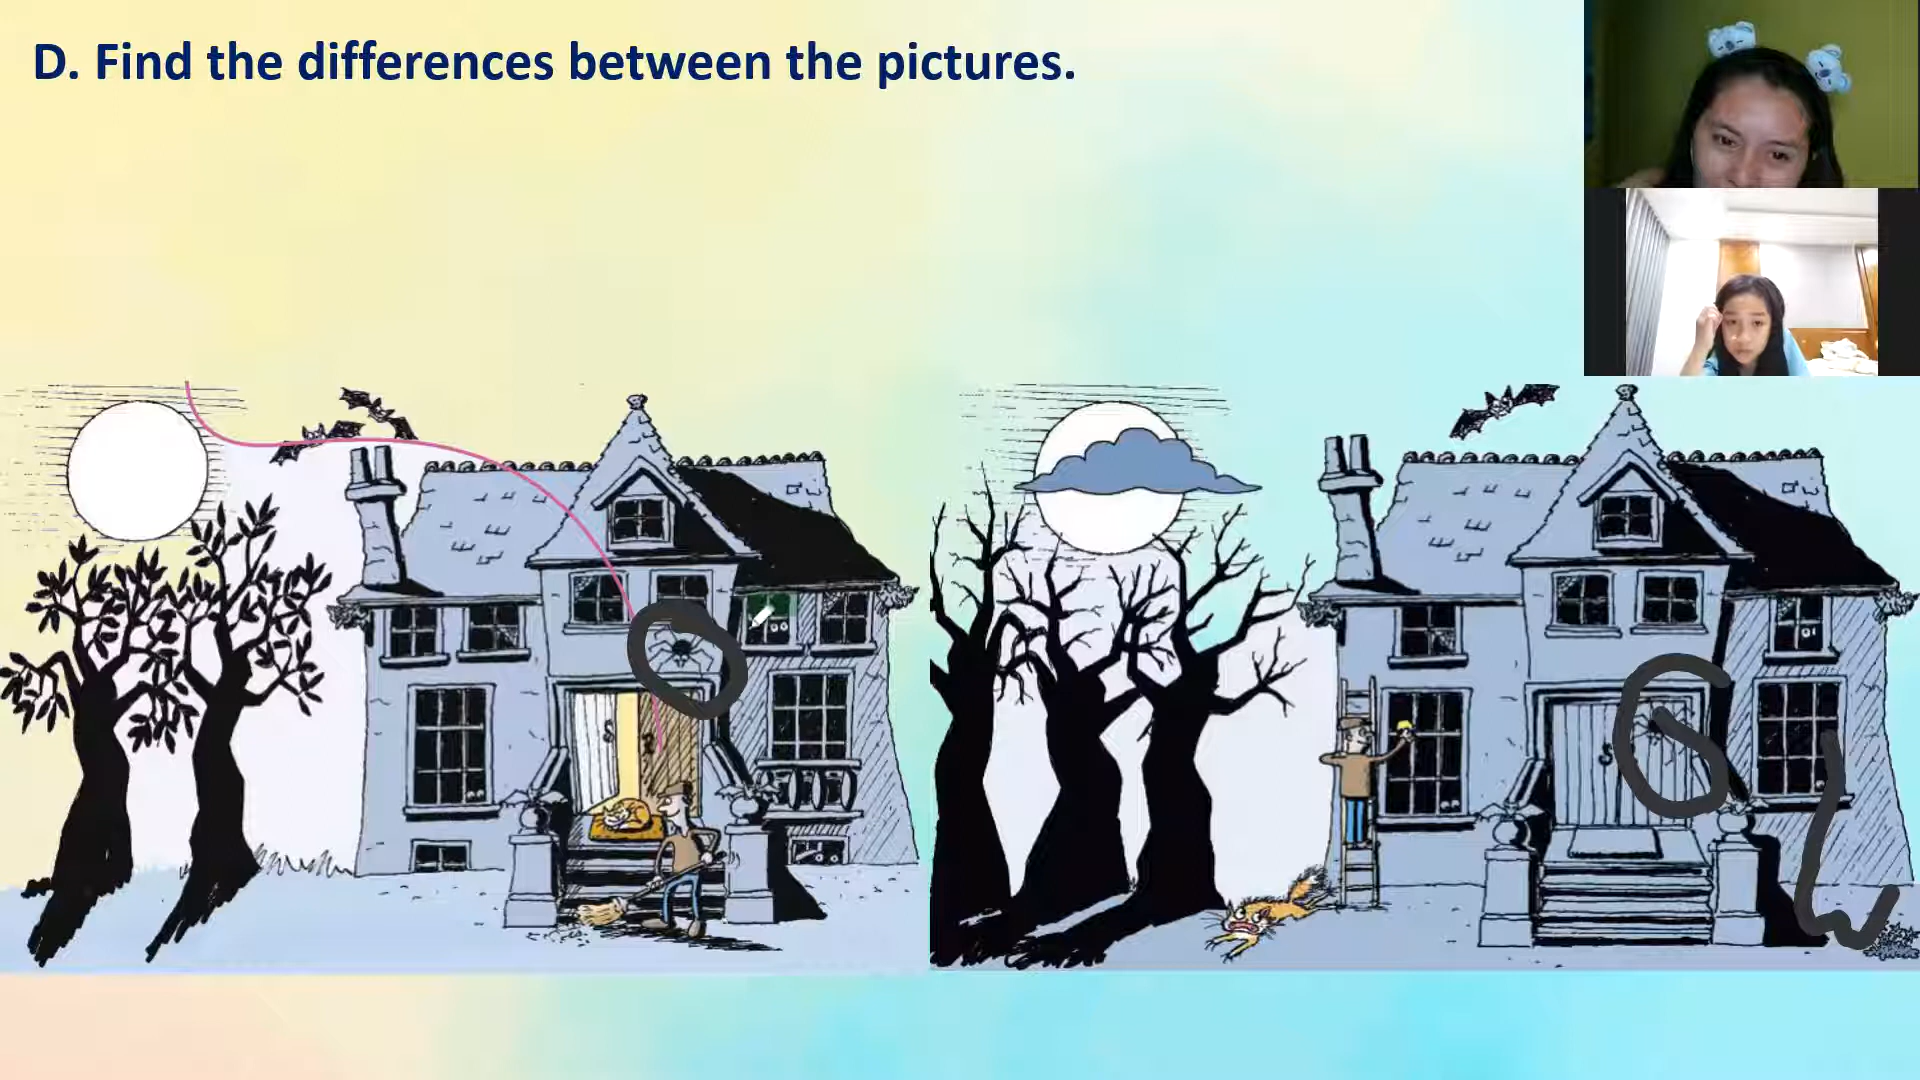 D. Find the differences between the pictures.